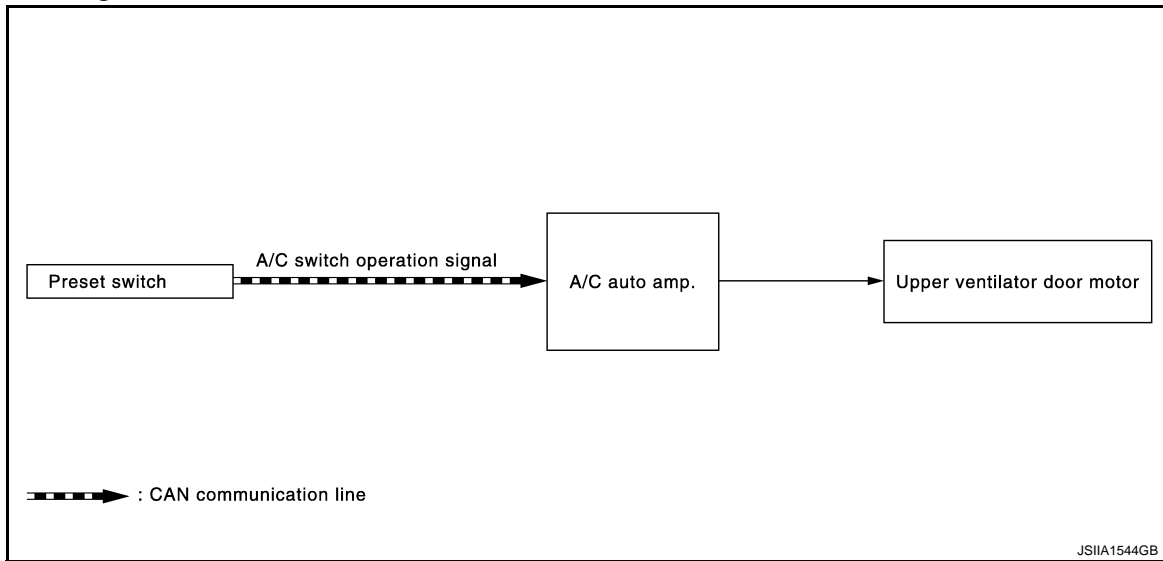 A/C switch operation signal
Preset switch
A/C auto amp.
Upper ventilator door motor
: CAN communication line
JSIIA1544GB